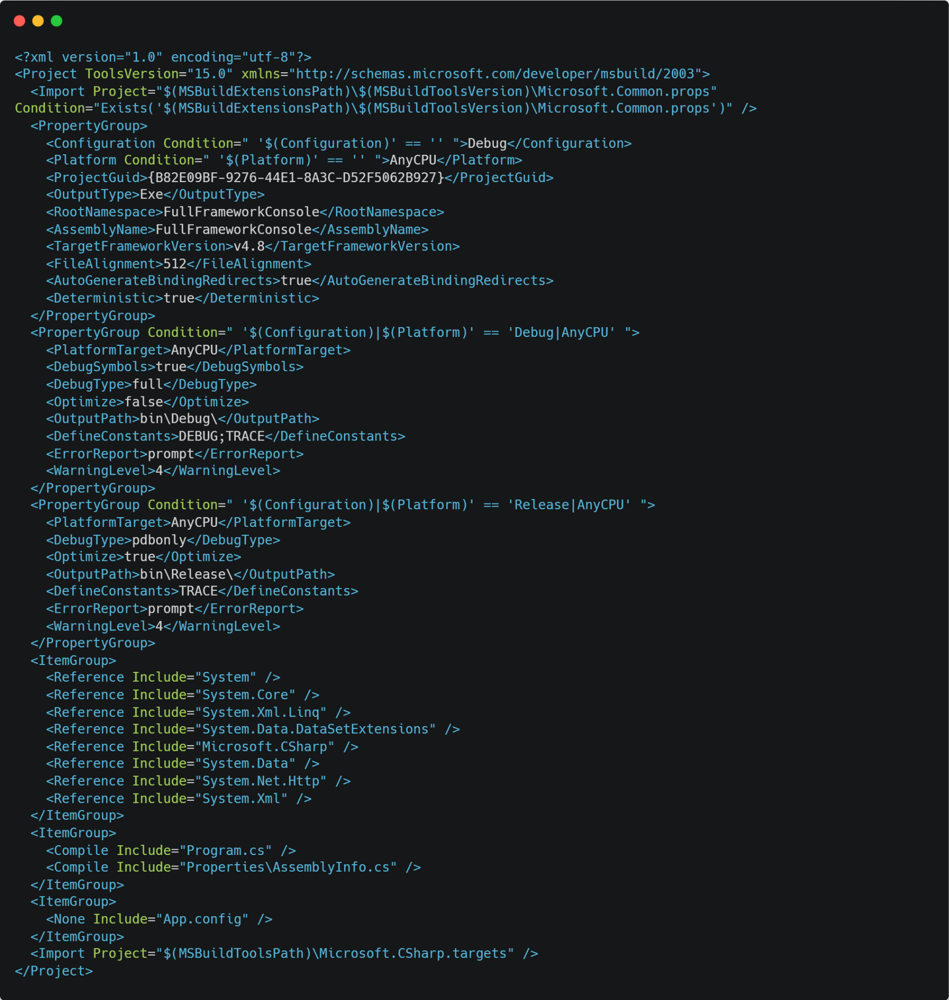 <?xml version="1.0" encoding="utf-8"?>
<Project ToolsVersion="15.0" xmlns="http://schemas.microsoft.com/developer/msbuild/2003">
  <Import Project="$(MSBuildExtensionsPath)\$(MSBuildToolsVersion)\Microsoft.Common.props"
Condition="Exists('$(MSBuildExtensionsPath)\$(MSBuildToolsVersion)\Microsoft.Common.props')" />
  <PropertyGroup>
    <Configuration Condition=" '$(Configuration)' == '' ">Debug</Configuration>
    <Platform Condition=" '$(Platform)' == '' ">AnyCPU</Platform>
    <ProjectGuid>{B82E09BF-9276-44E1-8A3C-D52F5062B927}</ProjectGuid>
    <OutputType>Exe</OutputType>
    <RootNamespace>FullFrameworkConsole</RootNamespace>
    <AssemblyName>FullFrameworkConsole</AssemblyName>
    <TargetFrameworkVersion>v4.8</TargetFrameworkVersion>
    <FileAlignment>512</FileAlignment>
    <AutoGenerateBindingRedirects>true</AutoGenerateBindingRedirects>
    <Deterministic>true</Deterministic>
  </PropertyGroup>
  <PropertyGroup Condition=" '$(Configuration)|$(Platform)' == 'Debug|AnyCPU' ">
    <PlatformTarget>AnyCPU</PlatformTarget>
    <DebugSymbols>true</DebugSymbols>
    <DebugType>full</DebugType>
    <Optimize>false</Optimize>
    <OutputPath>bin\Debug\</OutputPath>
    <DefineConstants>DEBUG;TRACE</DefineConstants>
    <ErrorReport>prompt</ErrorReport>
    <WarningLevel>4</WarningLevel>
  </PropertyGroup>
  <PropertyGroup Condition=" '$(Configuration)|$(Platform)' == 'Release|AnyCPU' ">
    <PlatformTarget>AnyCPU</PlatformTarget>
    <DebugType>pdbonly</DebugType>
    <Optimize>true</Optimize>
    <OutputPath>bin\Release\</OutputPath>
    <DefineConstants>TRACE</DefineConstants>
    <ErrorReport>prompt</ErrorReport>
    <WarningLevel>4</WarningLevel>
  </PropertyGroup>
  <ItemGroup>
    <Reference Include="System" />
    <Reference Include="System.Core" />
    <Reference Include="System.Xml.Linq" />
    <Reference Include="System.Data.DataSetExtensions" />
    <Reference Include="Microsoft.CSharp" />
    <Reference Include="System.Data" />
    <Reference Include="System.Net.Http" />
    <Reference Include="System.Xml" />
  </ItemGroup>
  <ItemGroup>
    <Compile Include="Program.cs" />
    <Compile Include="Properties\AssemblyInfo.cs" />
  </ItemGroup>
  <ItemGroup>
    <None Include="App.config" />
  </ItemGroup>
  <Import Project="$(MSBuildToolsPath)\Microsoft.CSharp.targets" />
</Project>